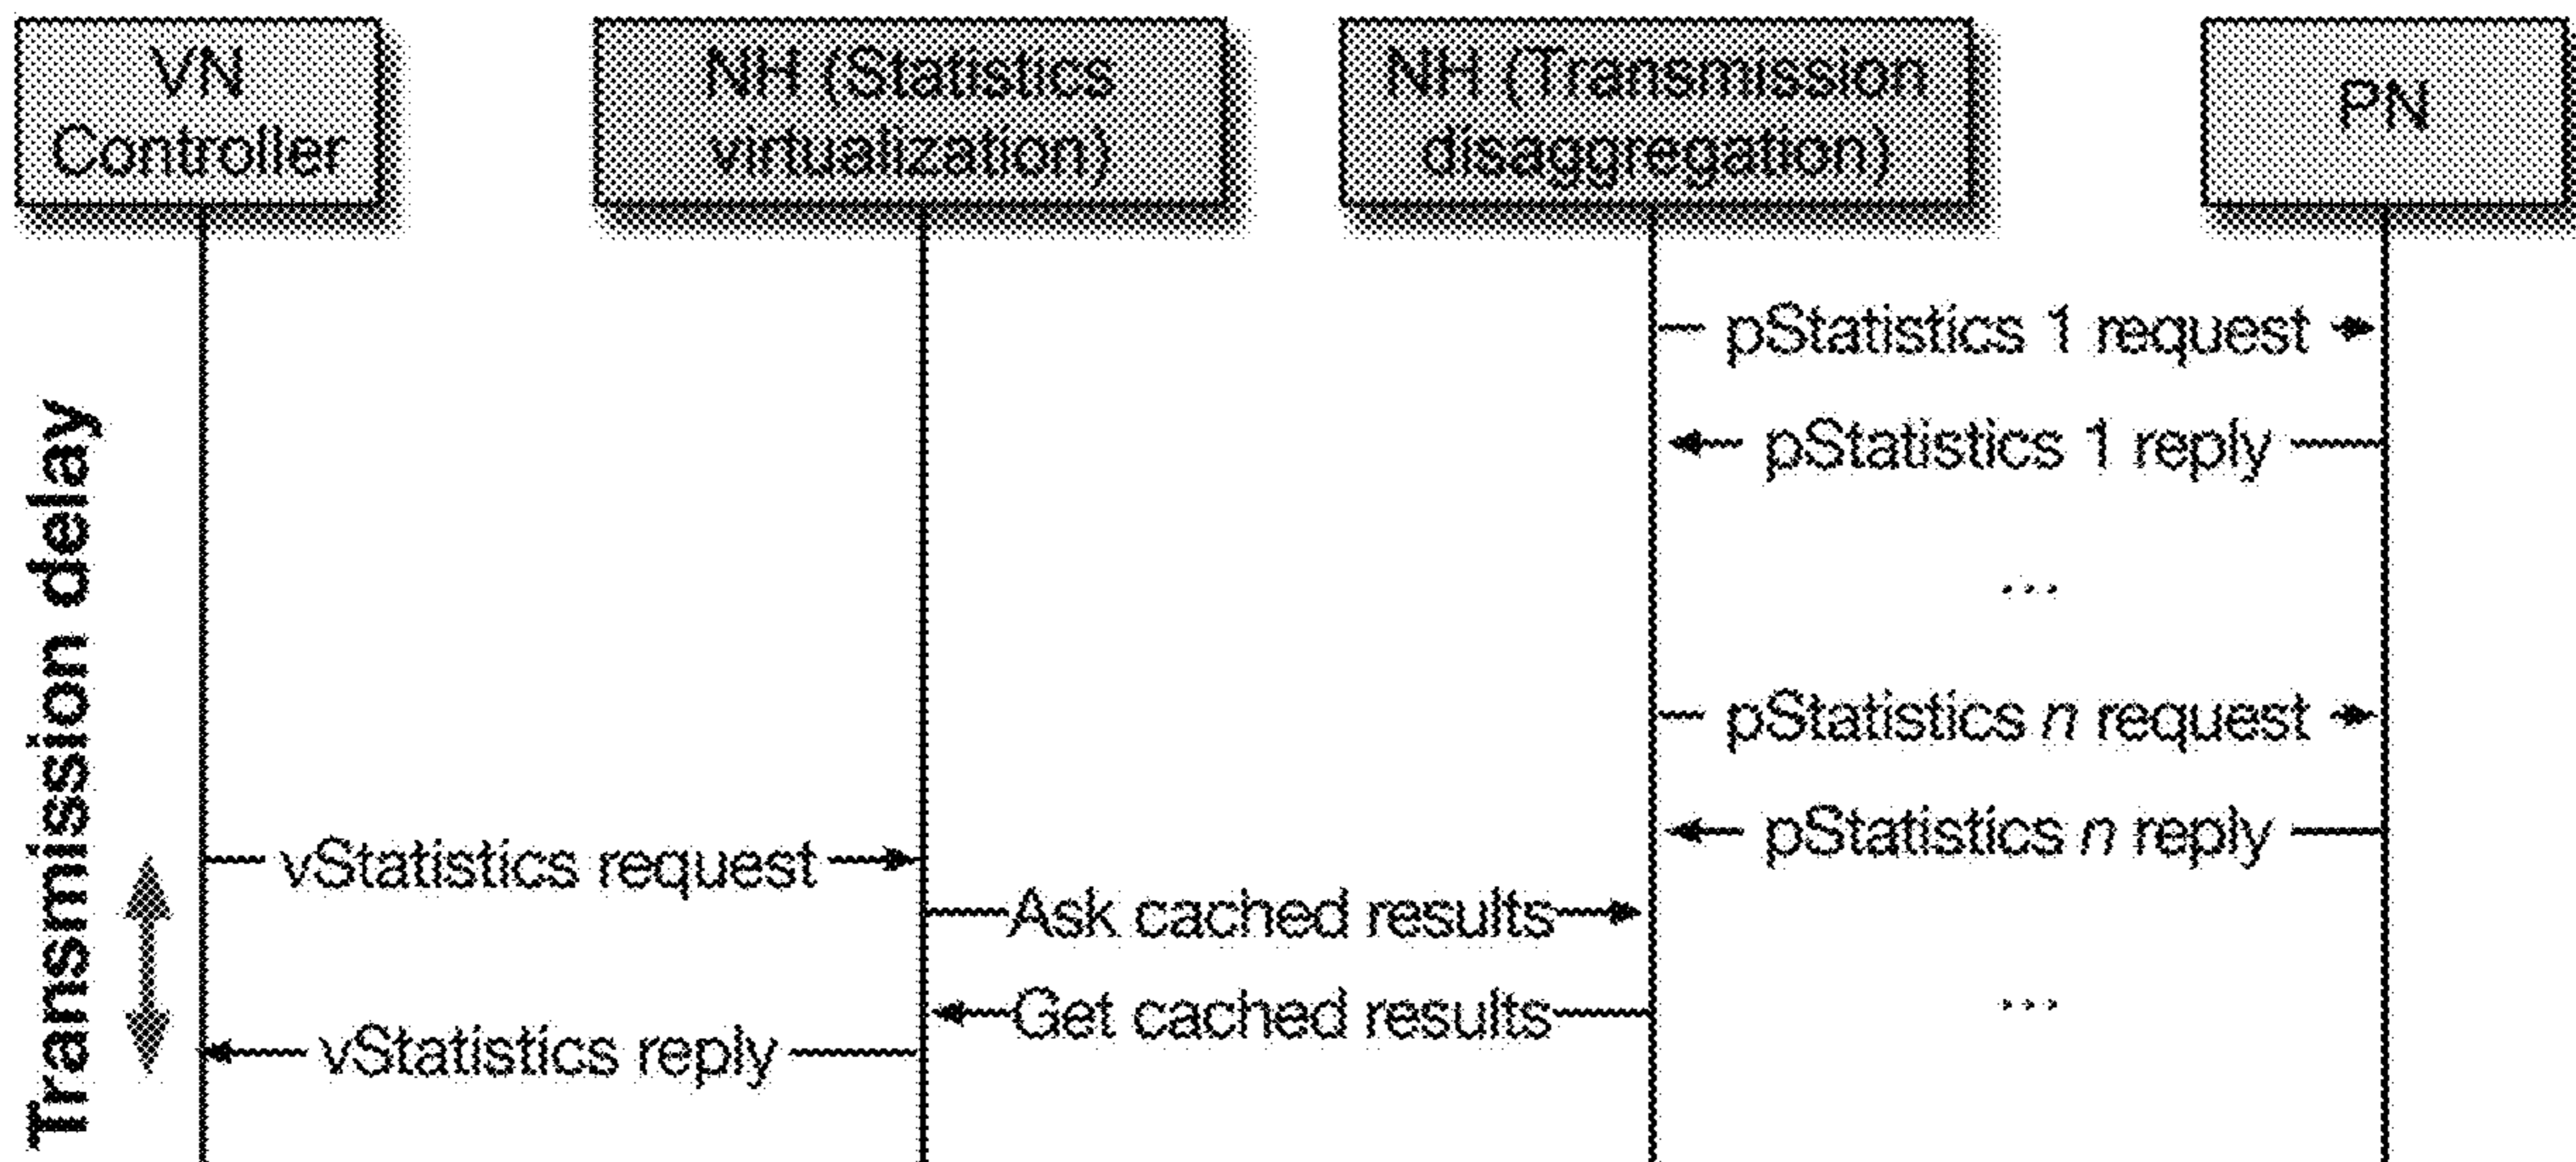 VN
Controller
NH (Statistics
virtualization)
NH (Transmission
disaggregation)
PN
Transmission delay
pStatistics 1 request
pStatistics 1 reply
...
pStatistics n request
pStatistics n reply
vStatistics request
Ask cached results
Get cached results
...
vStatistics reply